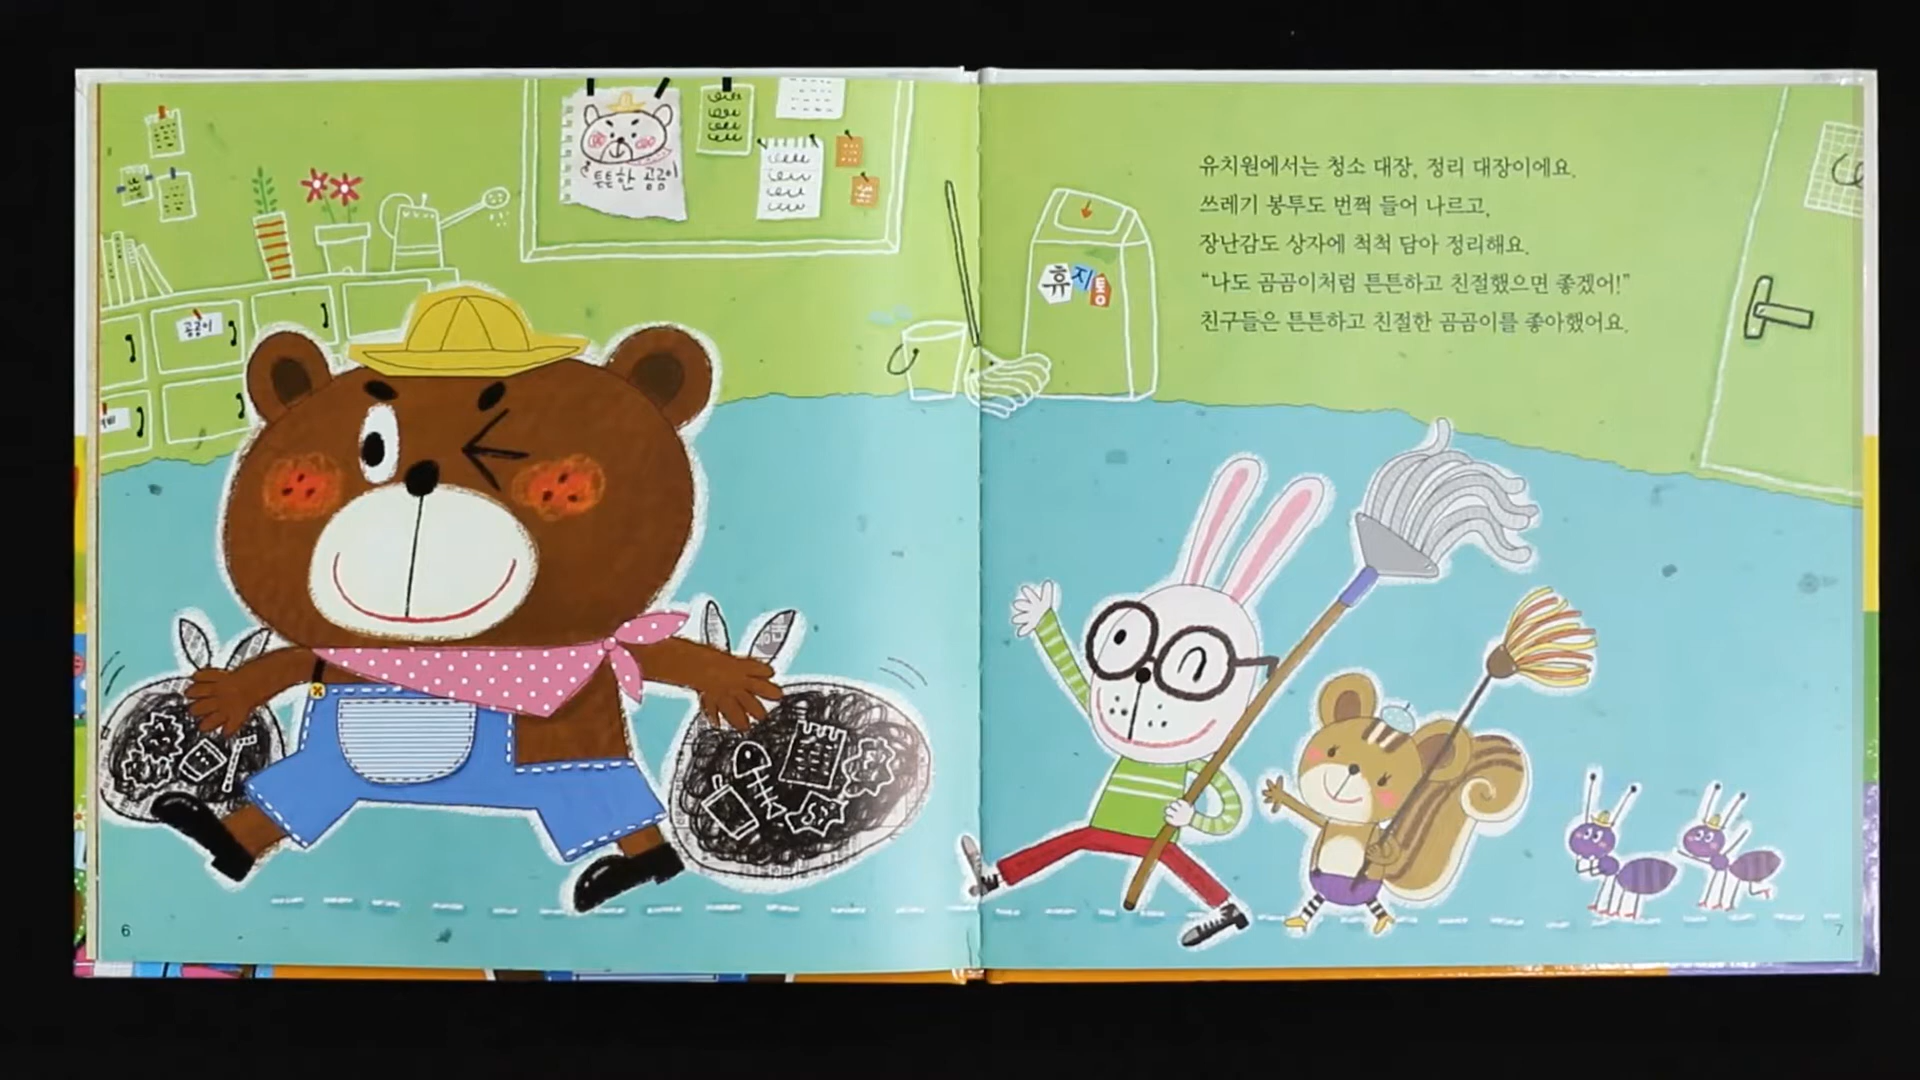 튼튼한 곰곰이
곰곰이
휴지통
유치원에서는 청소 대장, 정리 대장이에요.
쓰레기 봉투도 번쩍 들어 나르고,
장난감도 상자에 척척 담아 정리해요.
“나도 곰곰이처럼 튼튼하고 친절했으면 좋겠어!”
친구들은 튼튼하고 친절한 곰곰이를 좋아했어요.
6
7